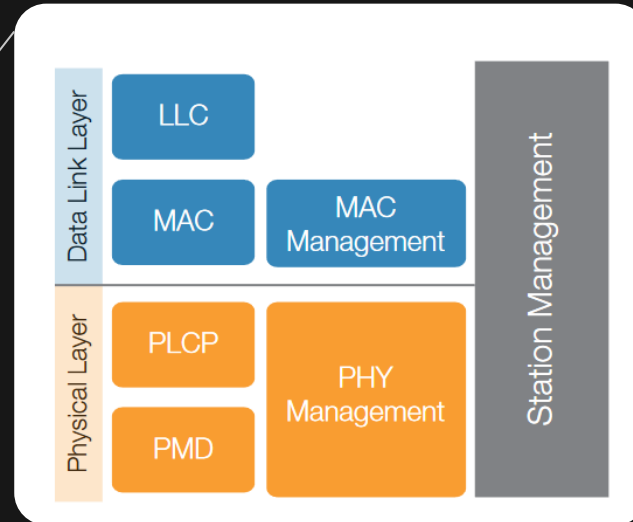 Data Link Layer
LLC
MAC
MAC
Management
Physical Layer
PLCP
PMD
PHY
Management
Station Management